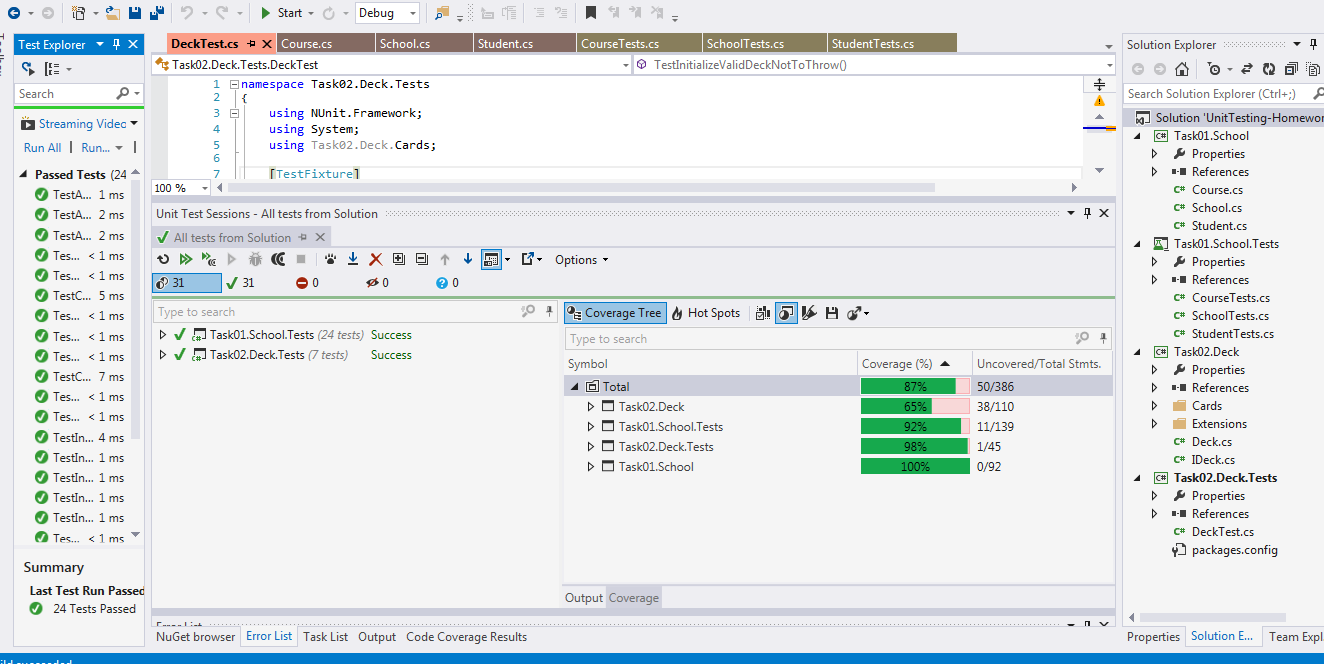 Start
Debug
Test Explorer
Search
Streaming Video
Run All
Run...
Passed Tests (24
TestA... 1 ms
TestA... 2 ms
TestA... 2 ms
Tes... < 1 ms
Tes... < 1 ms
TestC... 5 ms
Tes... < 1 ms
Tes... < 1 ms
Tes... < 1 ms
TestC... 7 ms
Tes... < 1 ms
Tes... < 1 ms
TestIn... 4 ms
TestIn... 1 ms
TestIn... 1 ms
TestIn... 1 ms
TestIn... 1 ms
Tes... < 1 ms
Summary
Last Test Run Passed
24 Tests Passed
DeckTest.cs Course.cs School.cs Student.cs CourseTests.cs SchoolTests.cs StudentTests.cs
Task02.Deck.Tests.DeckTest TestInitializeValidDeckNotToThrow()
1 namespace Task02.Deck.Tests
2 {
3 using NUnit.Framework;
4 using System;
5 using Task02.Deck.Cards;
6
7 [TestFixture]
100 %
Unit Test Sessions - All tests from Solution
All tests from Solution
Options
31 31 0 0 0
Type to search
Task01.School.Tests (24 tests) Success
Task02.Deck.Tests (7 tests) Success
Coverage Tree Hot Spots
Type to search
Symbol Coverage (%) Uncovered/Total Stmts.
Total 87% 50/386
Task02.Deck 65% 38/110
Task01.School.Tests 92% 11/139
Task02.Deck.Tests 98% 1/45
Task01.School 100% 0/92
Output Coverage
Error List
NuGet browser Error List Task List Output Code Coverage Results
Solution Explorer
Search Solution Explorer (Ctrl+;)
Solution 'UnitTesting-Homewor
Task01.School
Properties
References
Course.cs
School.cs
Student.cs
Task01.School.Tests
Properties
References
CourseTests.cs
SchoolTests.cs
StudentTests.cs
Task02.Deck
Properties
References
Cards
Extensions
Deck.cs
IDeck.cs
Task02.Deck.Tests
Properties
References
DeckTest.cs
packages.config
Properties Solution E... Team Expl